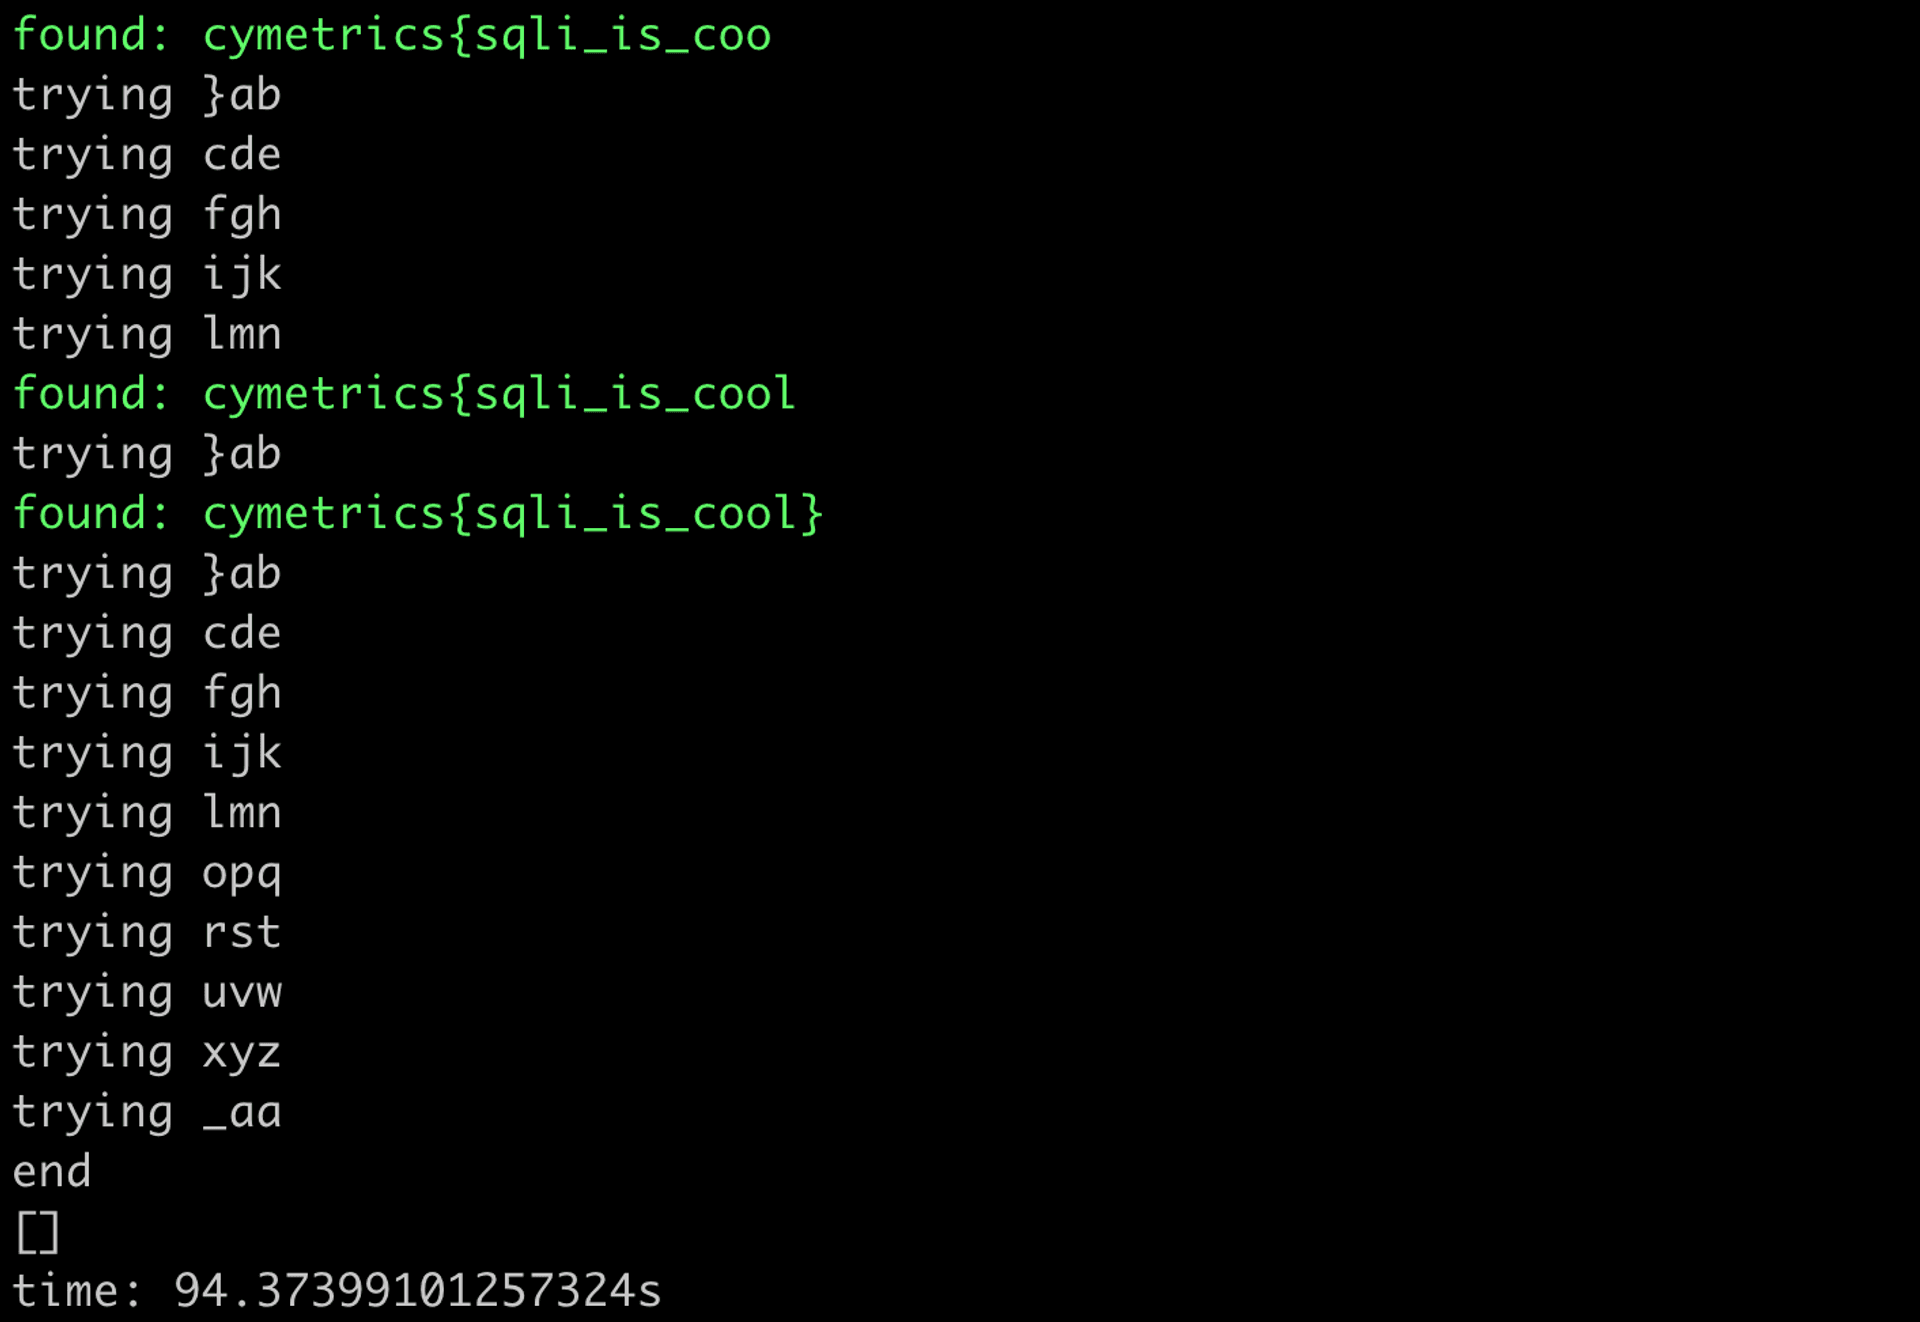 found: cymetrics{sqli_is_coo
trying }ab
trying cde
trying fgh
trying ijk
trying lmn
found: cymetrics{sqli_is_cool
trying }ab
found: cymetrics{sqli_is_cool}
trying }ab
trying cde
trying fgh
trying ijk
trying lmn
trying opq
trying rst
trying uvw
trying xyz
trying _aa
end
[]
time: 94.37399101257324s